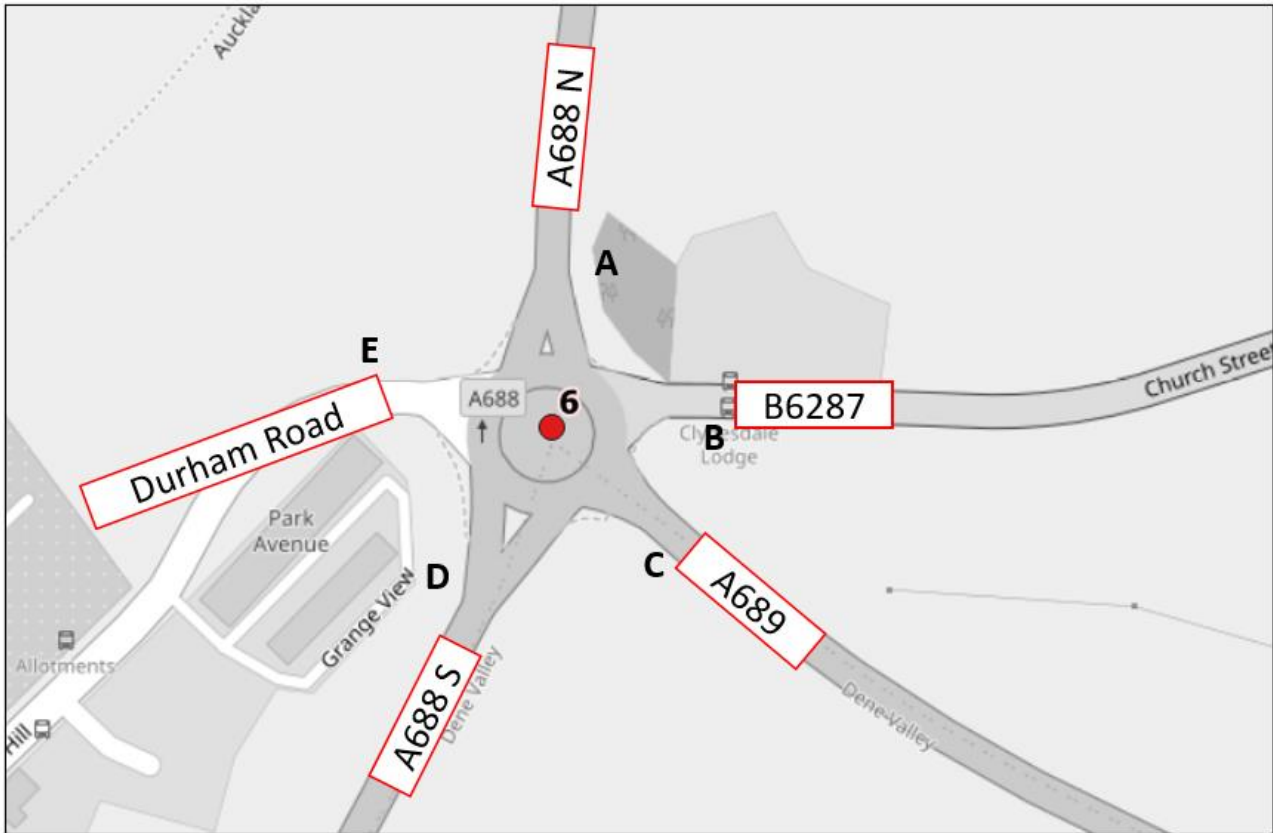 Auckla
A688 N
A
E
A688
6
B6287
Church Street
Durham Road
B
Clydesdale
Lodge
Park
Avenue
D
C
A689
Grange View
Allotments
A688 S
Dene Valley
Dene Valley
Hill